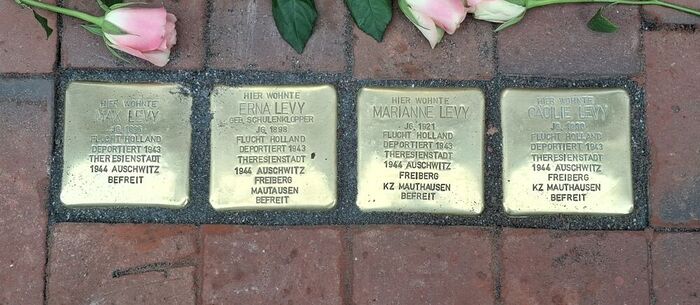 HIER WOHNTE
MAX LEVY
JG.
FLUCHT HOLLAND
DEPORTIERT 1943
THERESIENSTADT
1944 AUSCHWITZ
BEFREIT
HIER WOHNTE
ERNA LEVY
GEB. SCHULENKLOPPER
JG. 1898
FLUCHT HOLLAND
DEPORTIERT 1943
THERESIENSTADT
1944 AUSCHWITZ
FREIBERG
MAUTAUSEN
BEFREIT
HIER WOHNTE
MARIANNE LEVY
JG. 1921
FLUCHT HOLLAND
DEPORTIERT 1943
THERESIENSTADT
1944 AUSCHWITZ
FREIBERG
KZ MAUTHAUSEN
BEFREIT
HIER WOHNTE
CÄCILIE LEVY
JG.
FLUCHT HOLLAND
DEPORTIERT 1943
THERESIENSTADT
1944 AUSCHWITZ
FREIBERG
KZ MAUTHAUSEN
BEFREIT